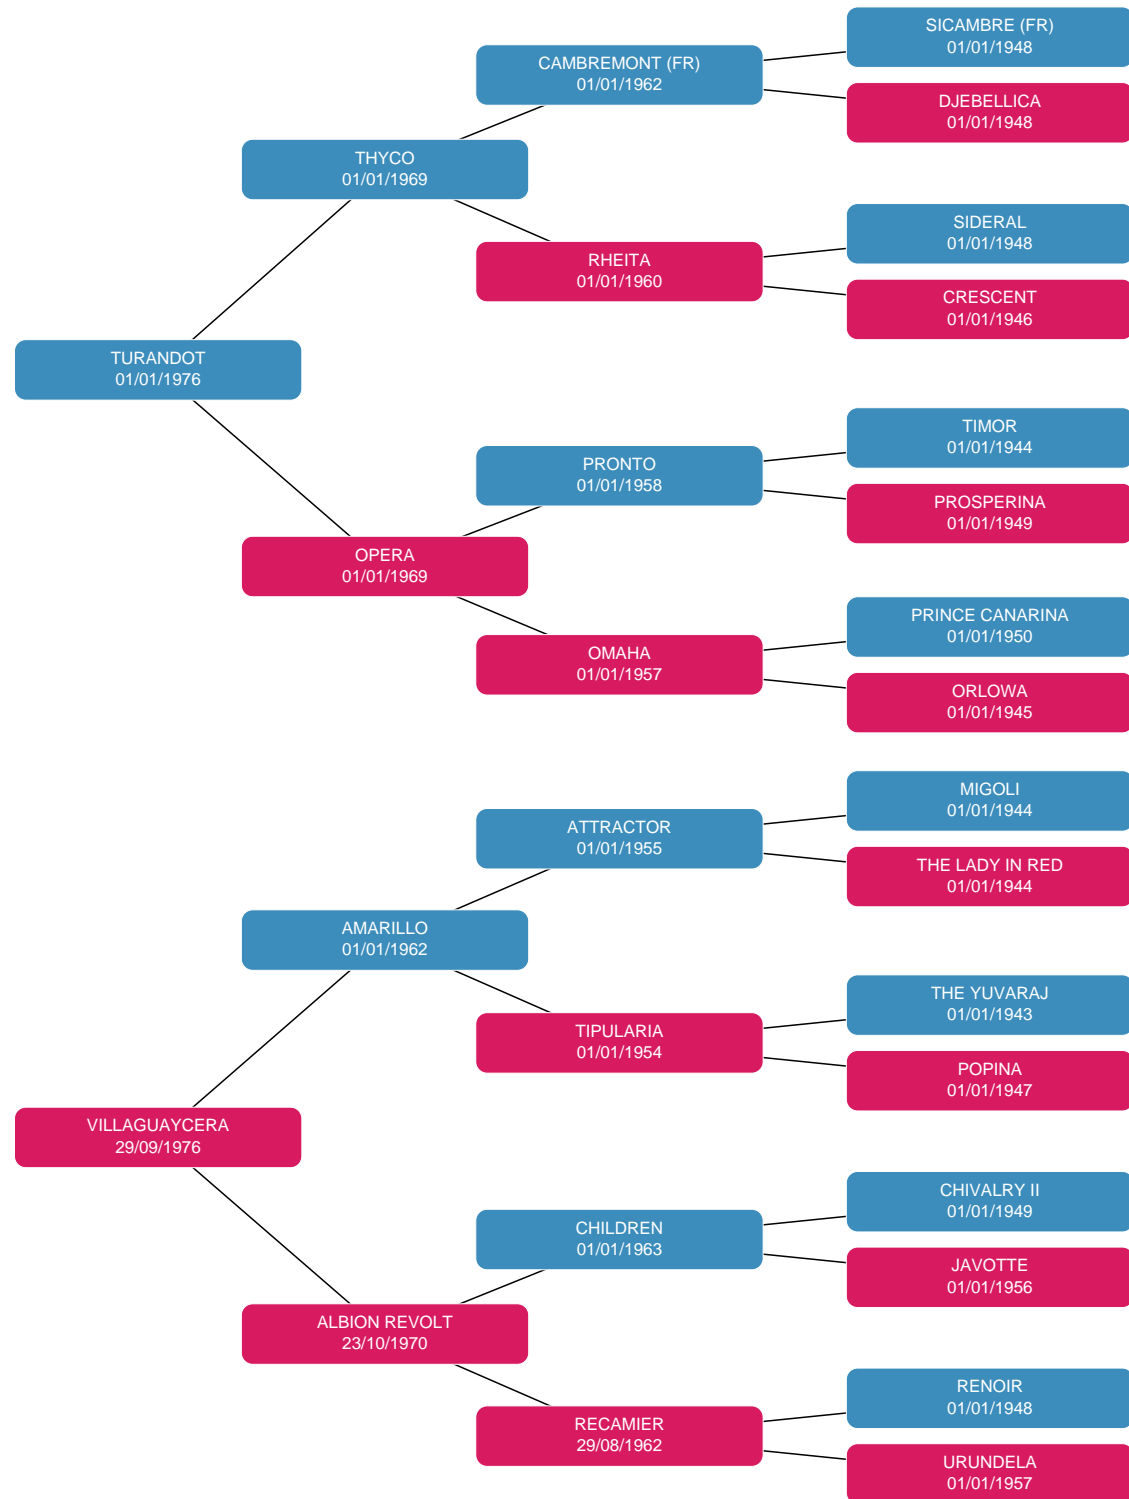 SICAMBRE (FR)
01/01/1948
CAMBREMONT (FR)
01/01/1962
DJEBELLICA
01/01/1948
THYCO
01/01/1969
SIDERAL
01/01/1948
RHEITA
01/01/1960
CRESCENT
01/01/1946
TURANDOT
01/01/1976
TIMOR
01/01/1944
PRONTO
01/01/1958
PROSPERINA
01/01/1949
OPERA
01/01/1969
PRINCE CANARINA
01/01/1950
OMAHA
01/01/1957
ORLOWA
01/01/1945
MIGOLI
01/01/1944
ATTRACTOR
01/01/1955
THE LADY IN RED
01/01/1944
AMARILLO
01/01/1962
THE YUVARAJ
01/01/1943
TIPULARIA
01/01/1954
POPINA
01/01/1947
VILLAGUAYCERA
29/09/1976
CHIVALRY II
01/01/1949
CHILDREN
01/01/1963
JAVOTTE
01/01/1956
ALBION REVOLT
23/10/1970
RENOIR
01/01/1948
RECAMIER
29/08/1962
URUNDELA
01/01/1957